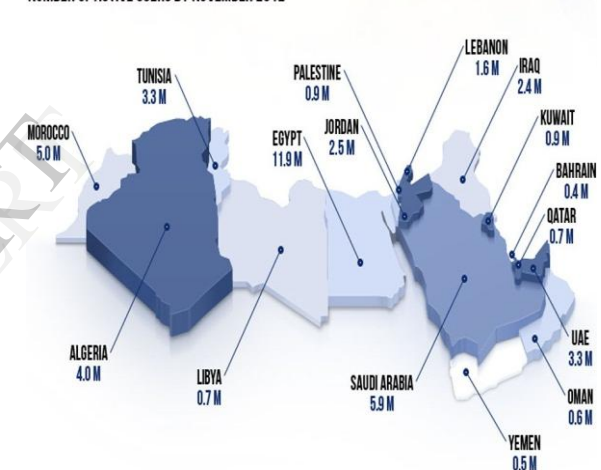 LEBANON
1.6 M
IRAQ
2.4 M
PALESTINE
0.9 M
TUNISIA
3.3 M
KUWAIT
0.9 M
JORDAN
2.5 M
MOROCCO
5.0 M
EGYPT
11.9 M
BAHRAIN
0.4 M
QATAR
0.7 M
ALGERIA
4.0 M
LIBYA
0.7 M
SAUDI ARABIA
5.9 M
UAE
3.3 M
OMAN
0.6 M
YEMEN
0.5 M